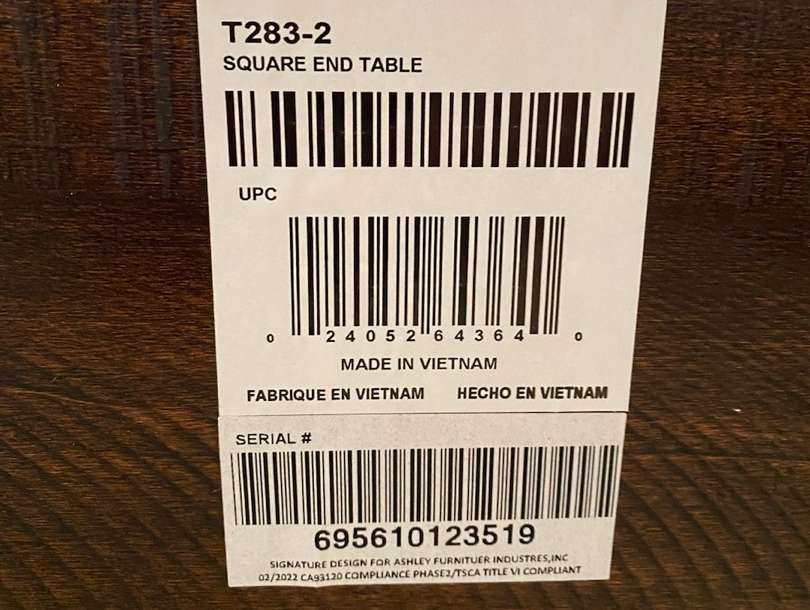 T283-2
SQUARE END TABLE
UPC
0 24052 64364 0
MADE IN VIETNAM
FABRIQUE EN VIETNAM HECHO EN VIETNAM
SERIAL #
695610123519
SIGNATURE DESIGN FOR ASHLEY FURNITUER INDUSTRES,INC
02/2022 CA93120 COMPLIANCE PHASE2/TSCA TITLE VI COMPLIANT